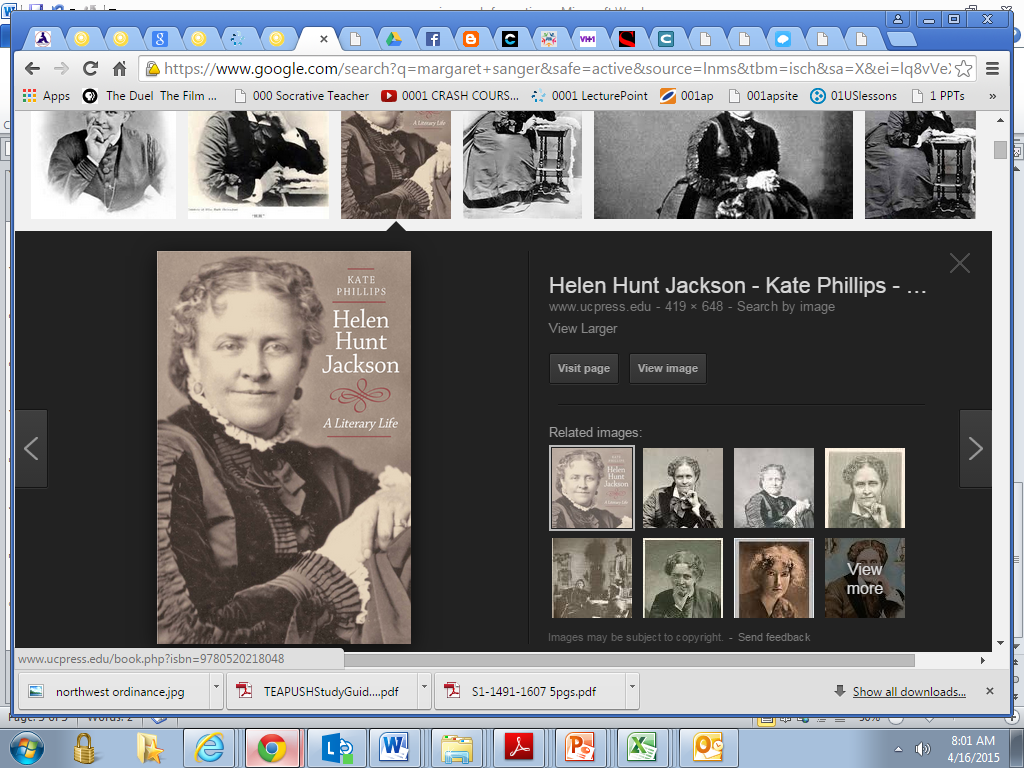 https://www.google.com/search?q=margaret+sanger&safe=active&source=lnms&tbm=isch&sa=X&ei=lq8vVe
Apps The Duel The Film ... 000 Socrative Teacher 0001 CRASH COURS... 0001 LecturePoint 001ap 001apsite 01USlessons 1 PPTs »
KATE
PHILLIPS
Helen
Hunt
Jackson
A Literary Life
Helen Hunt Jackson - Kate Phillips - ...
www.ucpress.edu - 419 × 648 - Search by image
View Larger
Visit page View image
Related images:
View
more
Images may be subject to copyright. - Send feedback
www.ucpress.edu/book.php?isbn=9780520218048
northwest ordinance.jpg TEAPUSHStudyGuid....pdf S1-1491-1607 5pgs.pdf Show all downloads...
8:01 AM
4/16/2015